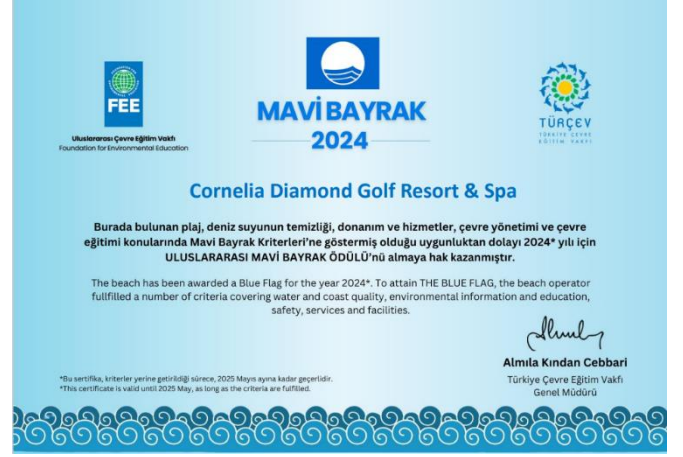 FEE
Uluslararası Çevre Eğitim Vakfı
Foundation for Environmental Education
MAVİ BAYRAK
2024
TÜRÇEV
TÜRKİYE ÇEVRE
EĞİTİM VAKFI
Cornelia Diamond Golf Resort & Spa
Burada bulunan plaj, deniz suyunun temizliği, donanım ve hizmetler, çevre yönetimi ve çevre
eğitimi konularında Mavi Bayrak Kriterleri’ne göstermiş olduğu uygunluktan dolayı 2024* yılı için
ULUSLARARASI MAVİ BAYRAK ÖDÜLÜ’nü almaya hak kazanmıştır.
The beach has been awarded a Blue Flag for the year 2024*. To attain THE BLUE FLAG, the beach operator
fullfilled a number of criteria covering water and coast quality, environmental information and education,
safety, services and facilities.
Almıla Kından Cebbari
Türkiye Çevre Eğitim Vakfı
Genel Müdürü
*Bu sertifika, kriterler yerine getirildiği sürece, 2025 Mayıs ayına kadar geçerlidir.
*This certificate is valid until 2025 May, as long as the criteria are fulfilled.